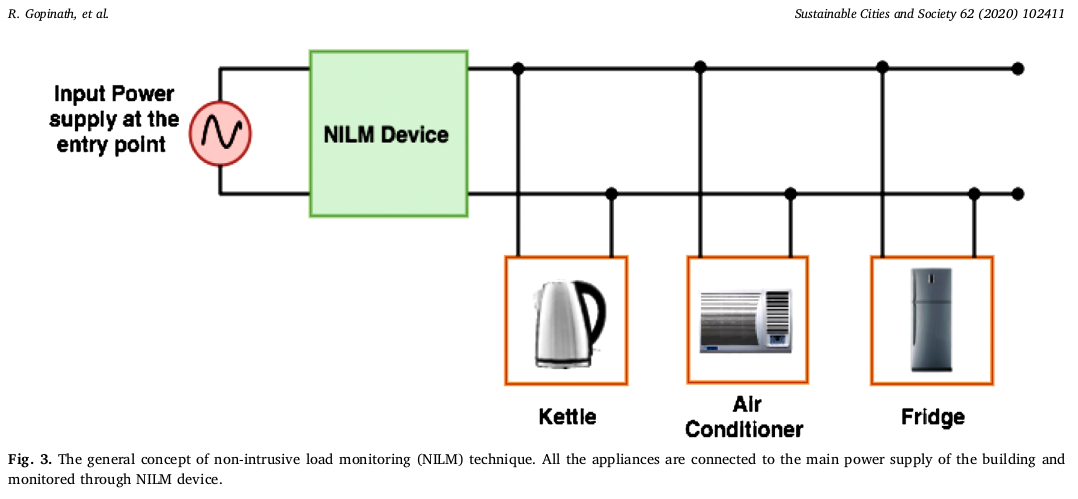 R. Gopinath, et al.
Sustainable Cities and Society 62 (2020) 102411
Input Power
supply at the
entry point
NILM Device
Kettle
Air
Conditioner
Fridge
Fig. 3. The general concept of non-intrusive load monitoring (NILM) technique. All the appliances are connected to the main power supply of the building and
monitored through NILM device.